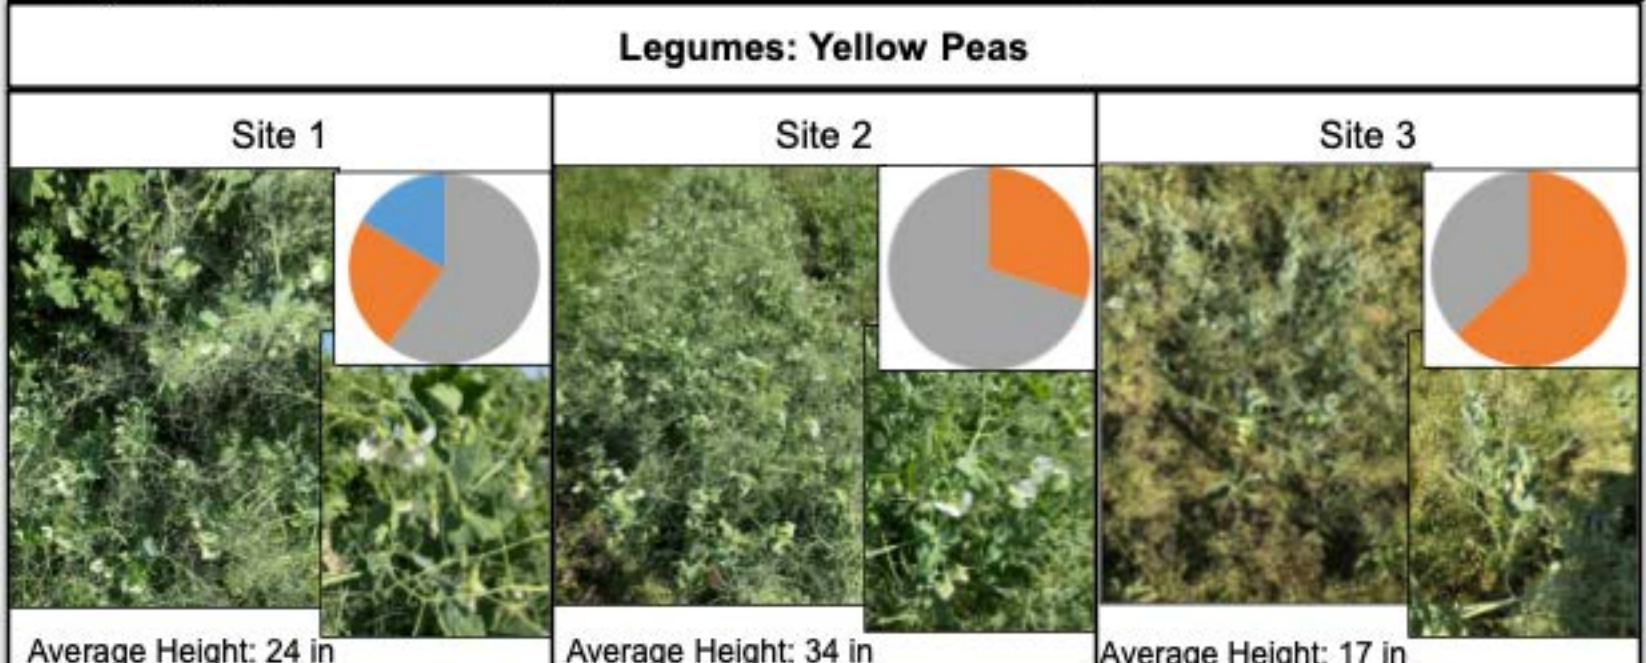 Legumes: Yellow Peas
Site 1
Site 2
Site 3
Average Height: 24 in
Average Height: 34 in
Average Height: 17 in